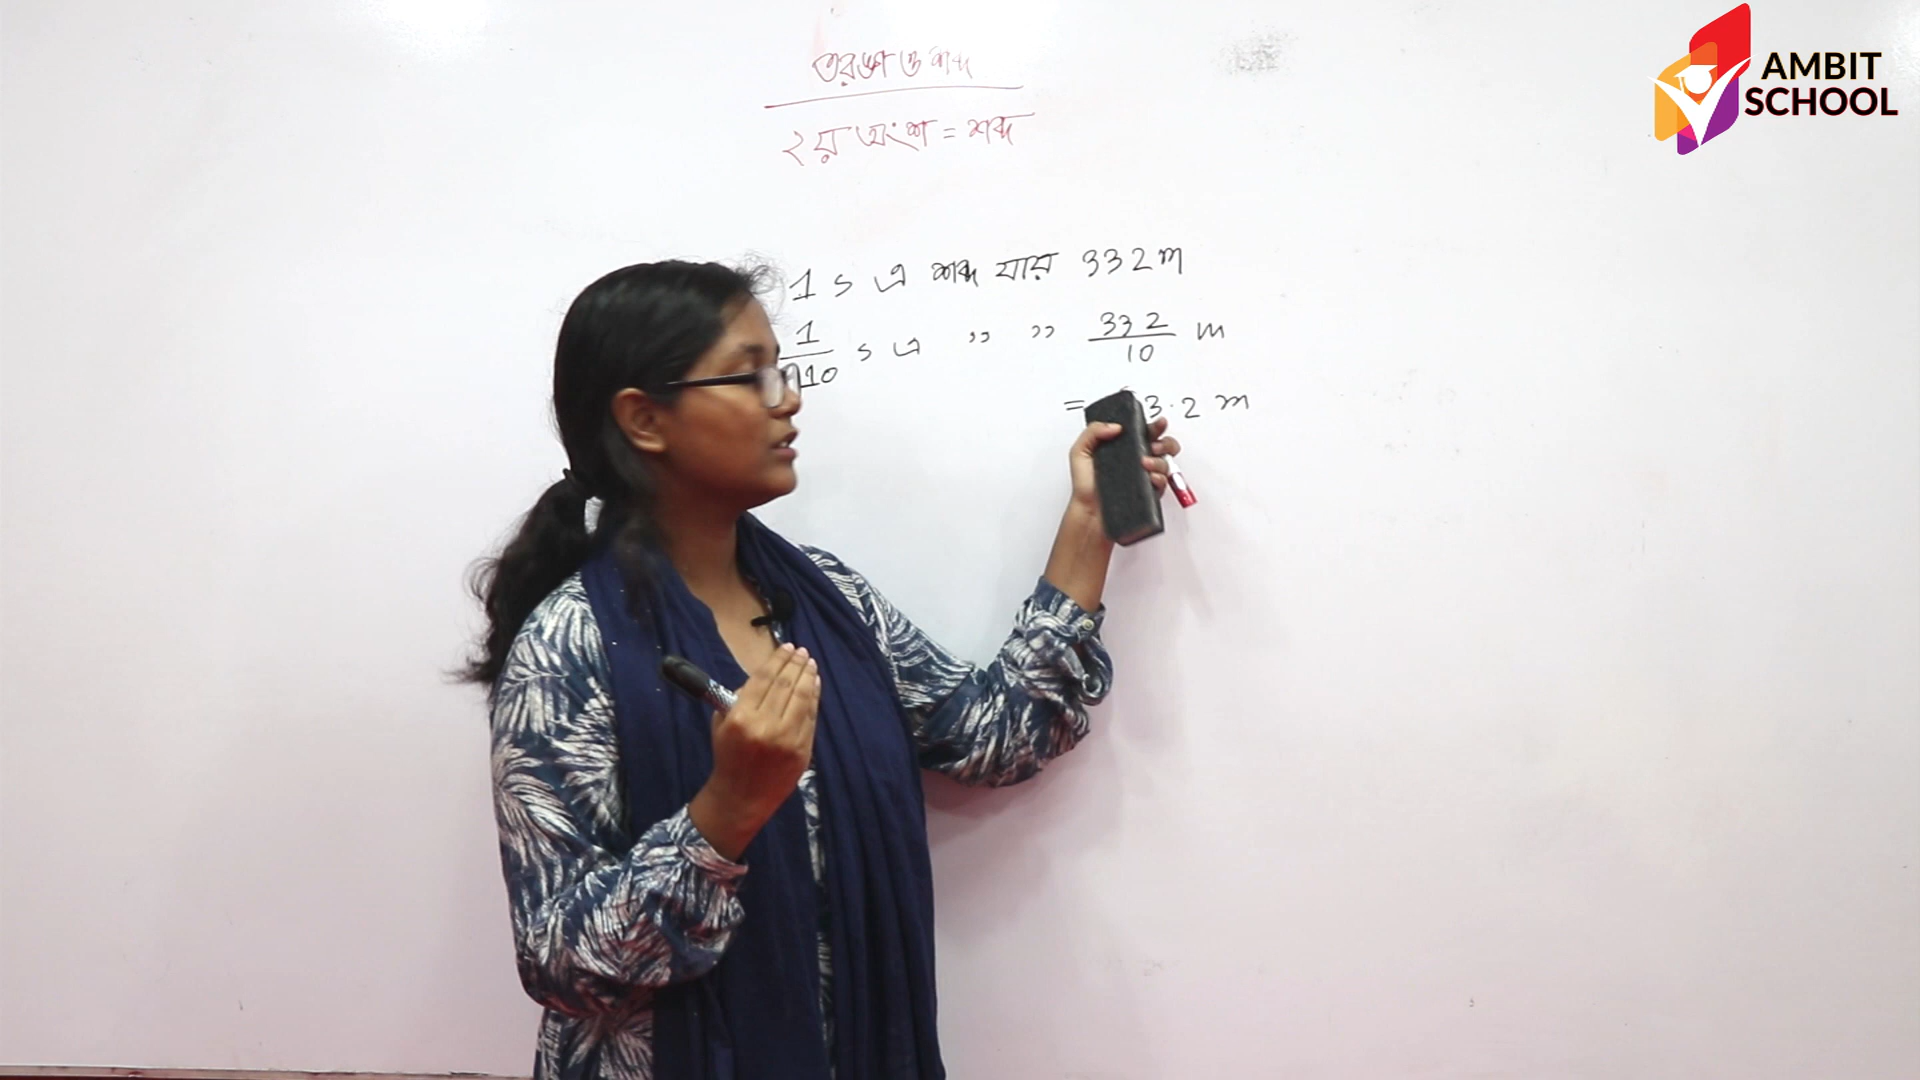 তরঙ্গ ও শব্দ
২য় অংশ = শব্দ
1 s এ শব্দ যায় 332 m
1/10 s এ " " 332/10 m
= 3.2 m
AMBIT
SCHOOL